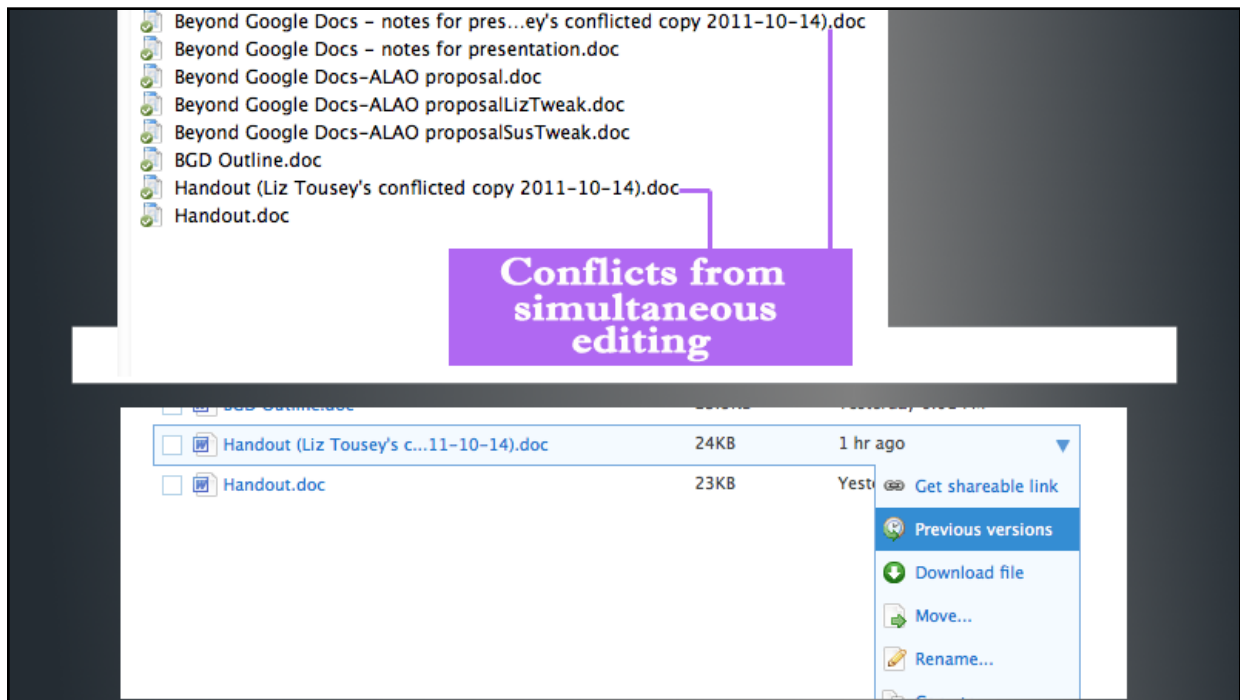 Beyond Google Docs – notes for pres...ey's conflicted copy 2011-10-14).doc
Beyond Google Docs – notes for presentation.doc
Beyond Google Docs-ALAO proposal.doc
Beyond Google Docs-ALAO proposalLizTweak.doc
Beyond Google Docs-ALAO proposalSusTweak.doc
BGD Outline.doc
Handout (Liz Tousey's conflicted copy 2011-10-14).doc
Handout.doc
Conflicts from
simultaneous
editing
Handout (Liz Tousey's c...11-10-14).doc 24KB 1 hr ago
Handout.doc 23KB
Get shareable link
Previous versions
Download file
Move...
Rename...